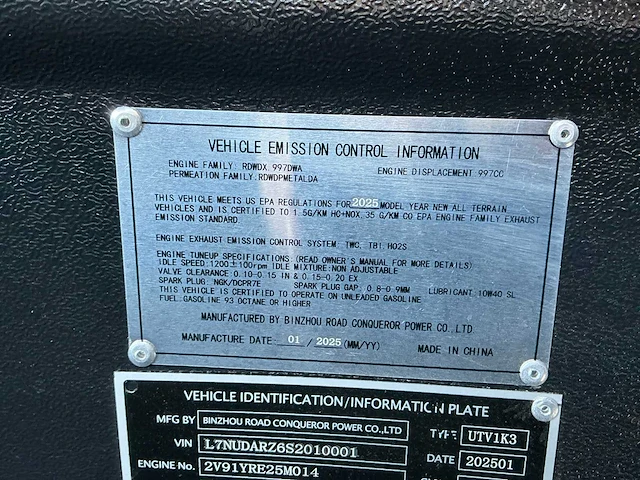 VEHICLE EMISSION CONTROL INFORMATION
ENGINE FAMILY: RDWDX.997DWA ENGINE DISPLACEMENT:997CC
PERMEATION FAMILY:RDWDPMETALDA
THIS VEHICLE MEETS US EPA REGULATIONS FOR 2025 MODEL YEAR NEW ALL TERRAIN
VEHICLES AND IS CERTIFIED TO 1.5G/KM HC+NOX, 35 G/KM CO EPA ENGINE FAMILY EXHAUST
EMISSION STANDARD.
ENGINE EXHAUST EMISSION CONTROL SYSTEM: TWC, TBI, HO2S
ENGINE TUNEUP SPECIFICATIONS: (READ OWNER'S MANUAL FOR MORE DETAILS)
IDLE SPEED:1200±100rpm IDLE MIXTURE:NON ADJUSTABLE
VALVE CLEARANCE: 0.10-0.15 IN & 0.15-0.20 EX
SPARK PLUG: NGK/DCPR7E SPARK PLUG GAP: 0.8-0.9MM LUBRICANT:10W40 SL
THIS VEHICLE IS CERTIFIED TO OPERATE ON UNLEADED GASOLINE
FUEL:GASOLINE 93 OCTANE OR HIGHER
MANUFACTURED BY BINZHOU ROAD CONQUEROR POWER CO.,LTD
MANUFACTURE DATE: 01 / 2025 (MM/YY) MADE IN CHINA
VEHICLE IDENTIFICATION/INFORMATION PLATE
MFG BY BINZHOU ROAD CONQUEROR POWER CO.,LTD TYPE UTV1K3
VIN L7NUDARZ6S2010001 DATE 202501
ENGINE No. 2V91YRE25M014